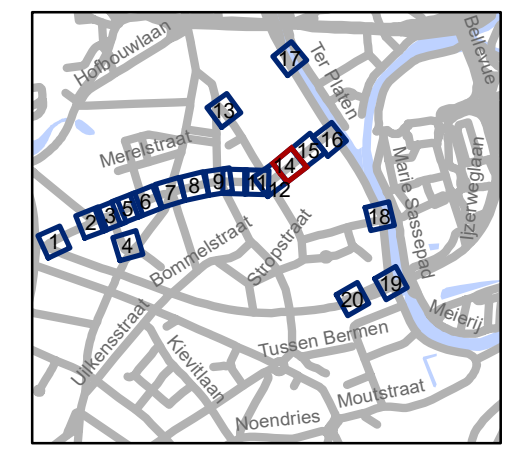 Hofbouwlaan
Ter Platen
Bellevue
17
13
Merelstraat
16
15
14
Marie Sassepad
Ijzerweglaan
11
12
9
8
7
6
5
3
2
1
4
Bommelstraat
Stropstraat
18
19
20
Meierij
Uilkensstraat
Kievitlaan
Tussen Bermen
Moutstraat
Noendries